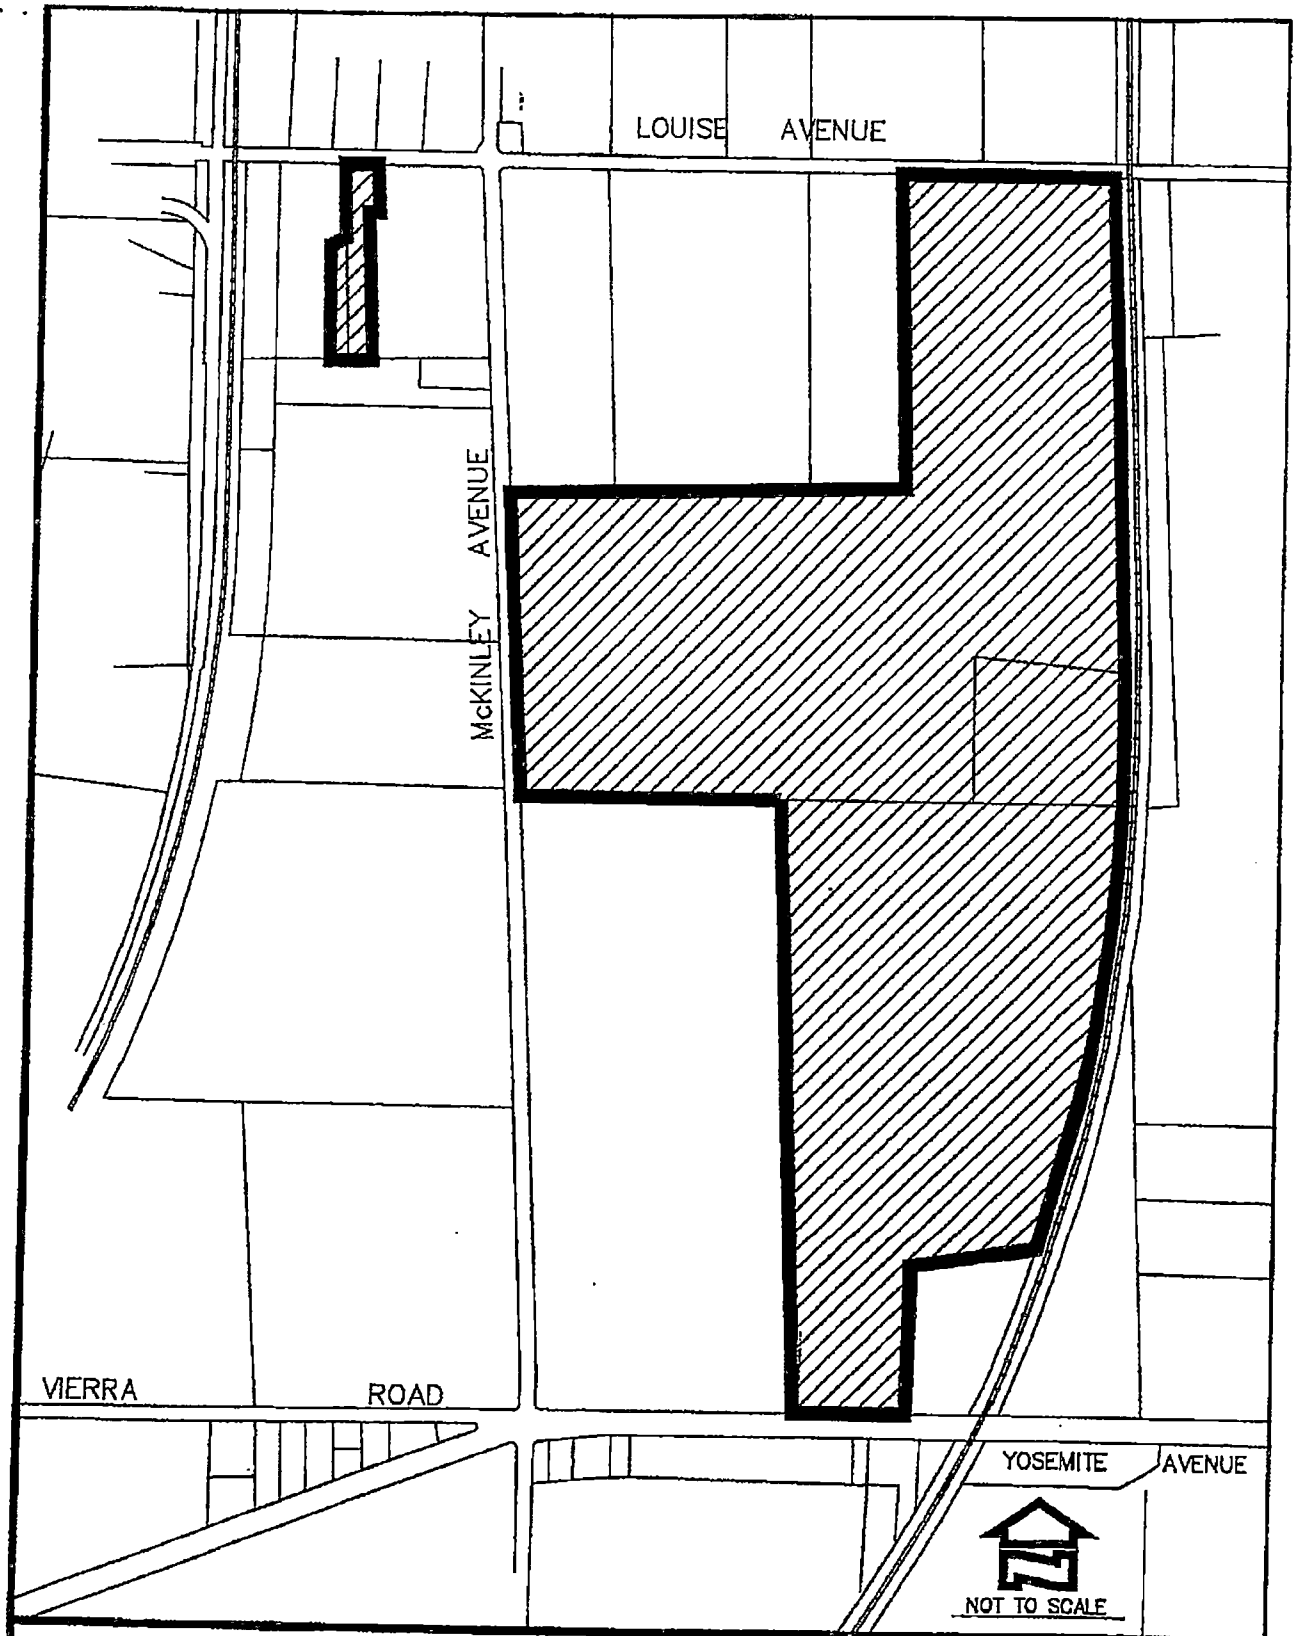 LOUISE AVENUE
McKINLEY AVENUE
VIERRA ROAD
YOSEMITE AVENUE
N
NOT TO SCALE